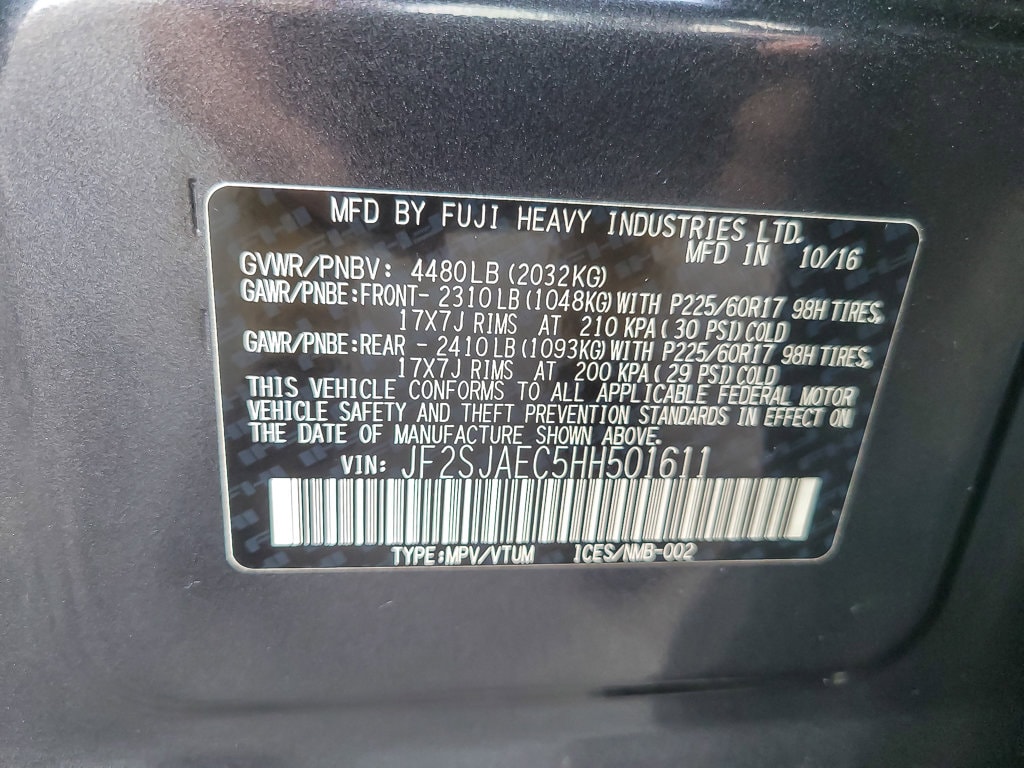 MFD BY FUJI HEAVY INDUSTRIES LTD.
MFD IN 10/16
GVWR/PNBV: 4480LB (2032KG)
GAWR/PNBE:FRONT- 2310LB (1048KG) WITH P225/60R17 98H TIRES,
17X7J RIMS AT 210 KPA( 30 PSI) COLD
GAWR/PNBE:REAR - 2410LB (1093KG) WITH P225/60R17 98H TIRES,
17X7J RIMS AT 200 KPA( 29 PSI) COLD
THIS VEHICLE CONFORMS TO ALL APPLICABLE FEDERAL MOTOR
VEHICLE SAFETY AND THEFT PREVENTION STANDARDS IN EFFECT ON
THE DATE OF MANUFACTURE SHOWN ABOVE.
VIN: JF2SJAEC5HH501611
TYPE:MPV/VTUM ICES/NMB-002